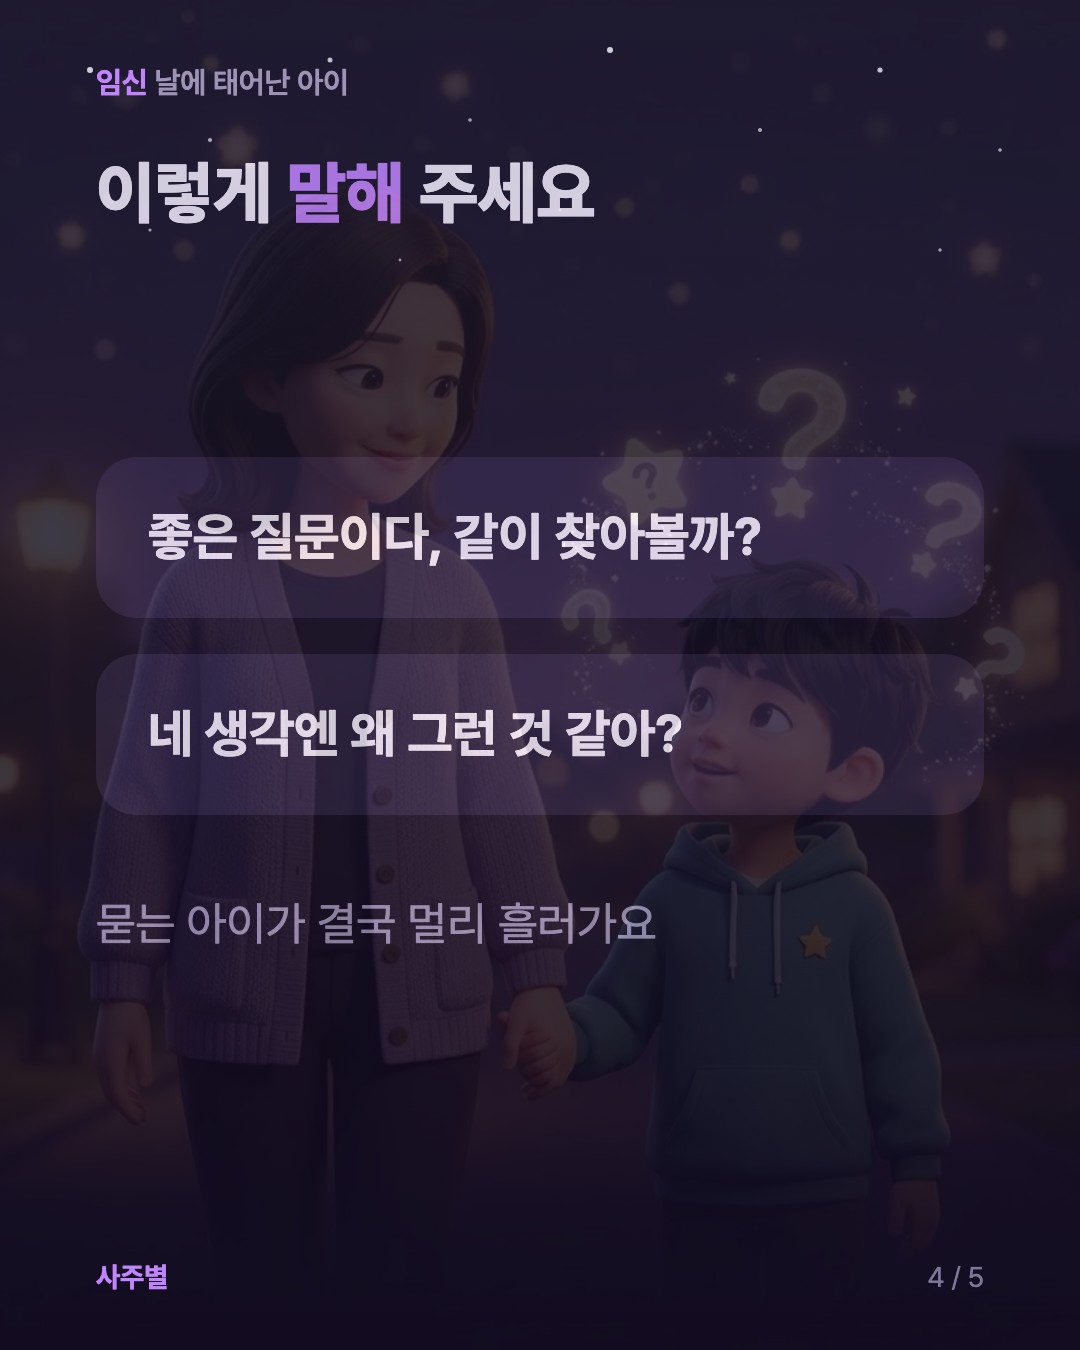 임신 날에 태어난 아이
이렇게 말해 주세요
좋은 질문이다, 같이 찾아볼까?
네 생각엔 왜 그런 것 같아?
묻는 아이가 결국 멀리 흘러가요
사주별
4 / 5